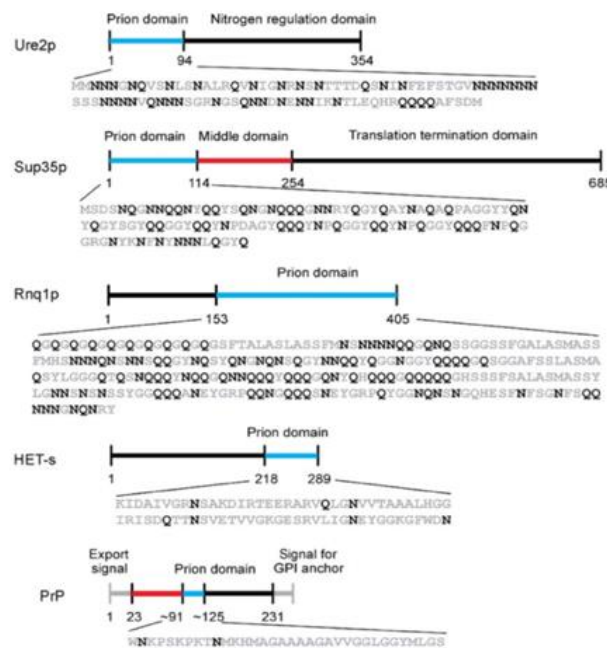 Ure2p
Prion domain Nitrogen regulation domain
1 94 354
MMNNNGNQVSNLSNALRQVNIGNRNSNTTTDQSNINFEFSTGVNNNNNNN
SSSNNNNVQNNNSGRNGSQNNDNENNIKNTLEQHRQQQQAFSDM
Sup35p
Prion domain Middle domain Translation termination domain
1 114 254 685
MSDSNQGNNQQNYQQYSQNGNQQQGNNRYQGYQAYNAQAQPAGGYYQN
YQGYSGYQQGGYQQYNPDAGYQQQYNPQGGYQQYNPQGGYQQQFNPQG
GRGNYKNFNYNNNLQGYQ
Rnq1p
Prion domain
1 153 405
QGQGQGQGQGQGQGQGQGQGSFTALASLASSFMNSNNNNQQGQNQSSGGSSFGALASMASS
FMHSNNNQNSNNSQQGYNQSYQNGNQNSQGYNNQQYQGGNGGYQQQQGQSGGAFSSLASMA
QSYLGGGQTQSNQQQYNQQGQNNQQQYQQQGQNYQHQQQGQQQQQGHSSSFSALASMASSY
LGNNSNSNSSYGGQQQANEYGRPQQNGQQQSNEYGRPQYGGNQNSNGQHESFNFSGNFSQQ
NNNGNQNRY
HET-s
Prion domain
1 218 289
KIDAIVGRNSAKDIRTEERARVQLGNVVTAAALHGG
IRISDQTTNSVETVVGKGESRVLIGNEYGGKGFWDN
PrP
Export signal Prion domain Signal for GPI anchor
1 23 ~91 ~125 231
WNKPSKPKTNMKHMAGAAAAGAVVGGLGGYMLGS